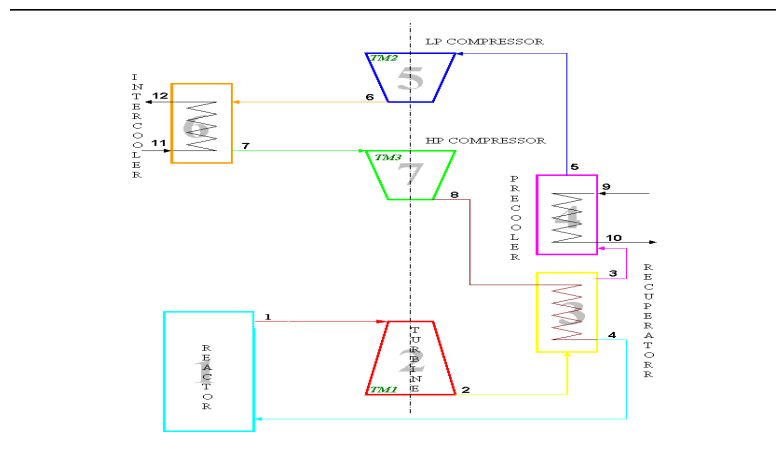 LP COMPRESSOR
TM2
5
INTERCOOLER
12
6
6
11
7
HP COMPRESSOR
TM3
7
8
PRECOOLER
5
9
4
10
3
RECUPERATORR
3
4
1
REACTOR
1
TURBINE
2
TM1
2